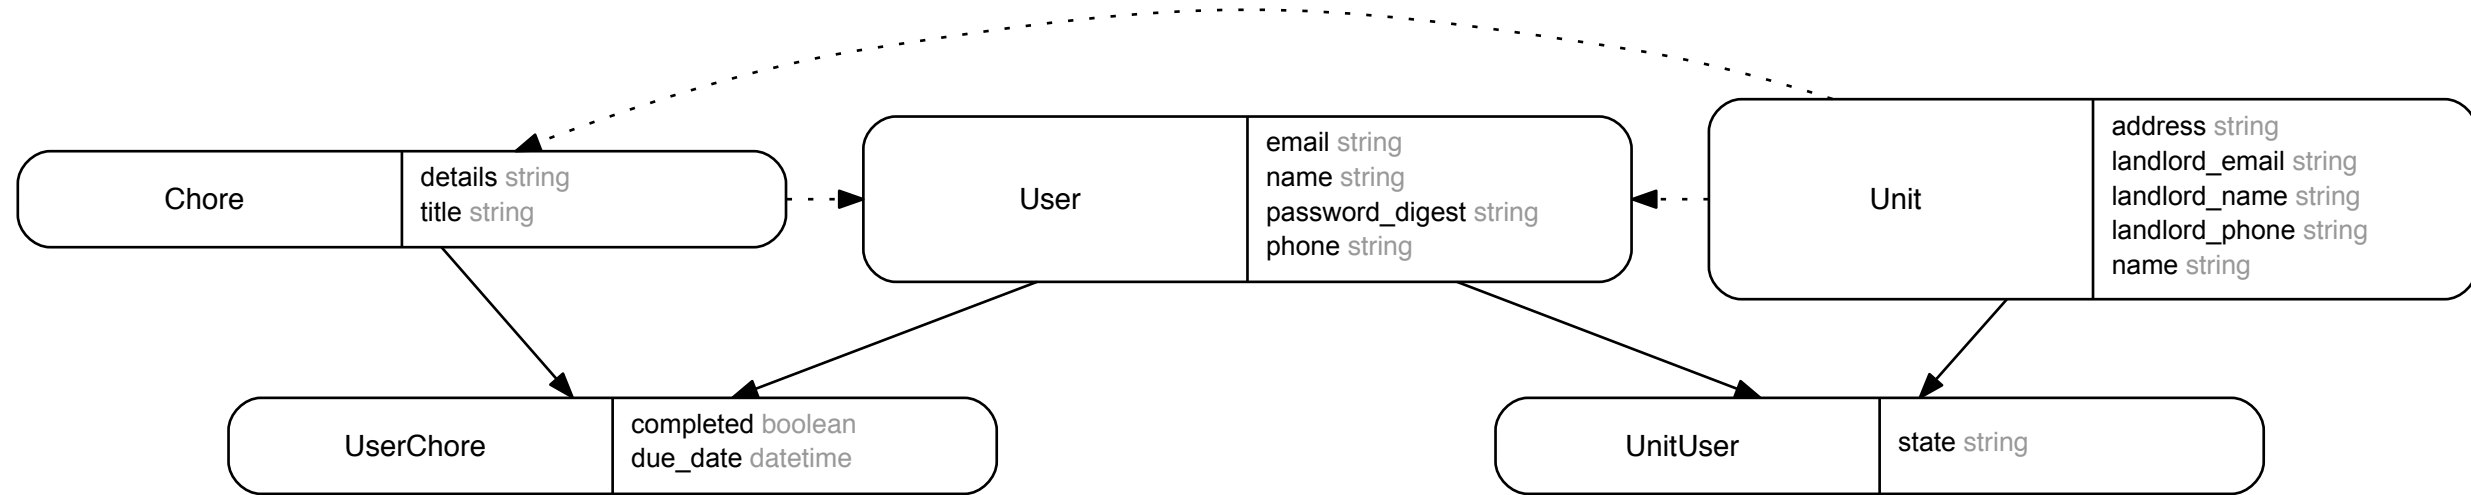 Chore
details string
title string
User
email string
name string
password_digest string
phone string
Unit
address string
landlord_email string
landlord_name string
landlord_phone string
name string
UserChore
completed boolean
due_date datetime
UnitUser
state string